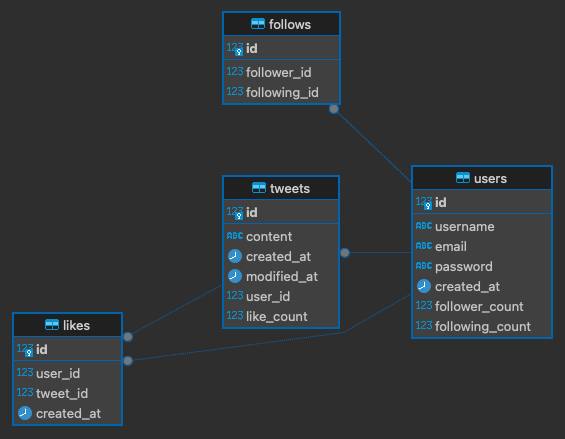 follows
123 id
123 follower_id
123 following_id
tweets
123 id
ABC content
created_at
modified_at
123 user_id
123 like_count
users
123 id
ABC username
ABC email
ABC password
created_at
123 follower_count
123 following_count
likes
123 id
123 user_id
123 tweet_id
created_at